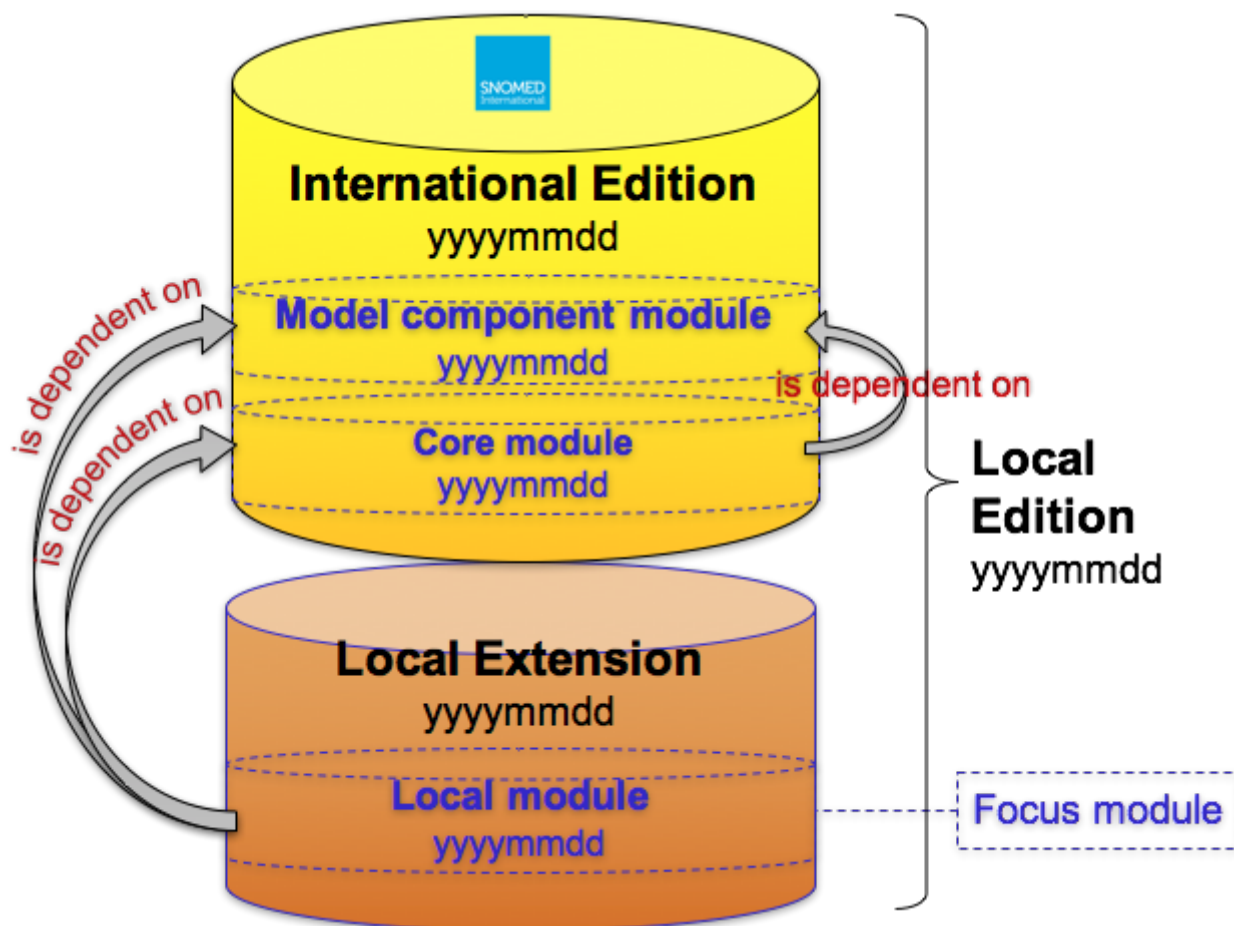 SNOMED
International
International Edition
yyyymmdd
Model component module
yyyymmdd
is dependent on
is dependent on
is dependent on
Core module
yyyymmdd
Local
Edition
yyyymmdd
Local Extension
yyyymmdd
Local module
yyyymmdd
Focus module